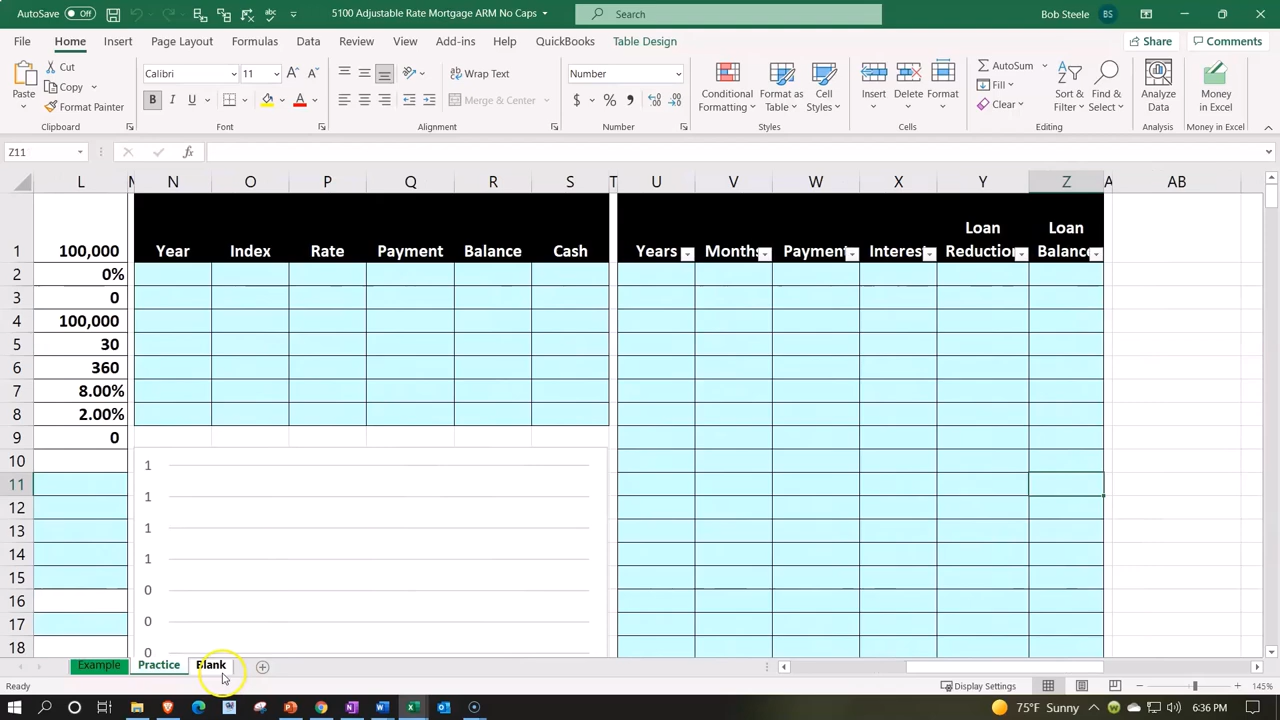 AutoSave Off 5100 Adjustable Rate Mortgage ARM No Caps Search Bob Steele BS
File Home Insert Page Layout Formulas Data Review View Add-ins Help QuickBooks Table Design Share Comments
Paste Cut Copy Format Painter
Calibri 11
B I U
Wrap Text
Merge & Center
Number
$ % ,
Conditional Formatting Format as Table Cell Styles
Insert Delete Format
AutoSum Fill Clear
Sort & Filter Find & Select
Analyze Data
Money in Excel
Clipboard Font Alignment Number Styles Cells Editing Analysis Money in Excel
Z11 fx
L M N O P Q R S T U V W X Y Z A AB
1 100,000 Year Index Rate Payment Balance Cash Years Months Payment Interest Loan Reduction Loan Balance
2 0%
3 0
4 100,000
5 30
6 360
7 8.00%
8 2.00%
9 0
10
11
12
13
14
15
16
17
18
1
1
1
1
0
0
0
Example Practice Blank
Ready Display Settings 145%
75°F Sunny 6:36 PM